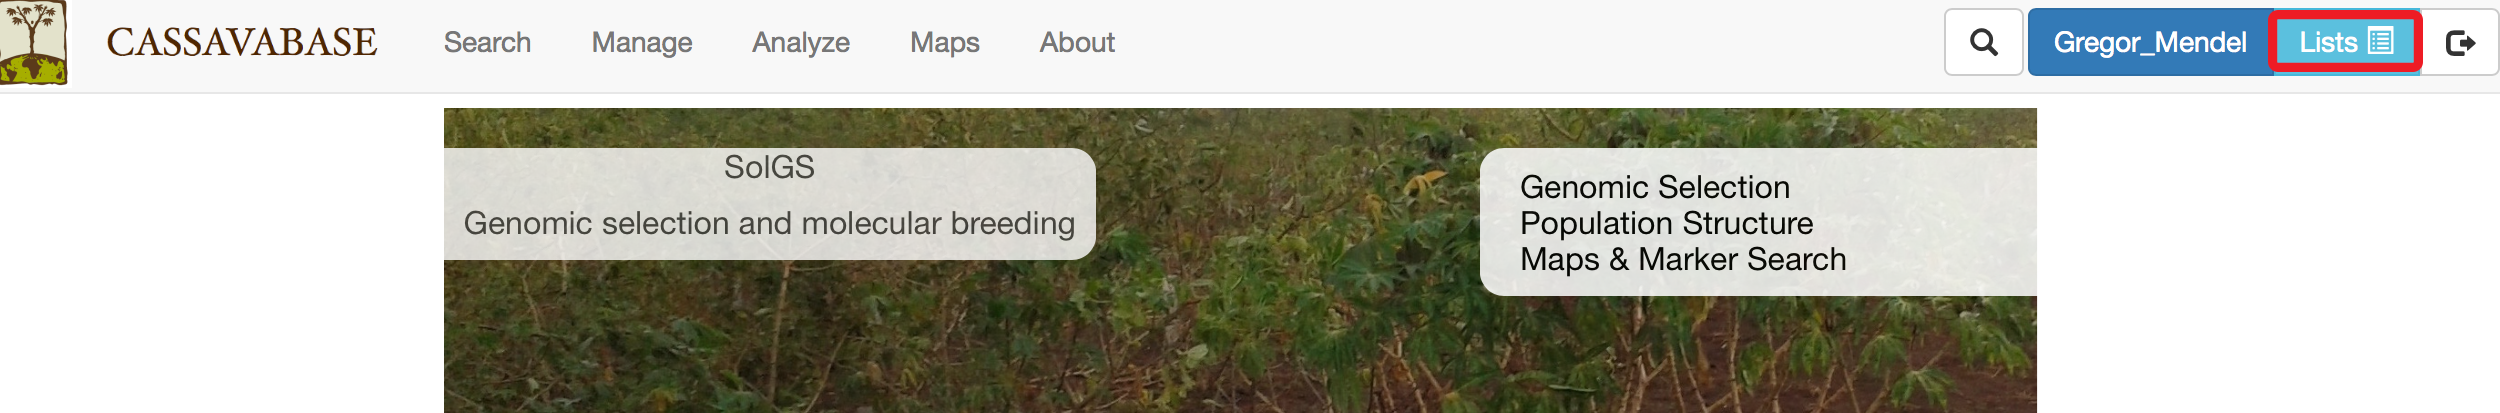 CASSAVABASE Search Manage Analyze Maps About Gregor_Mendel Lists
SolGS
Genomic selection and molecular breeding
Genomic Selection
Population Structure
Maps & Marker Search